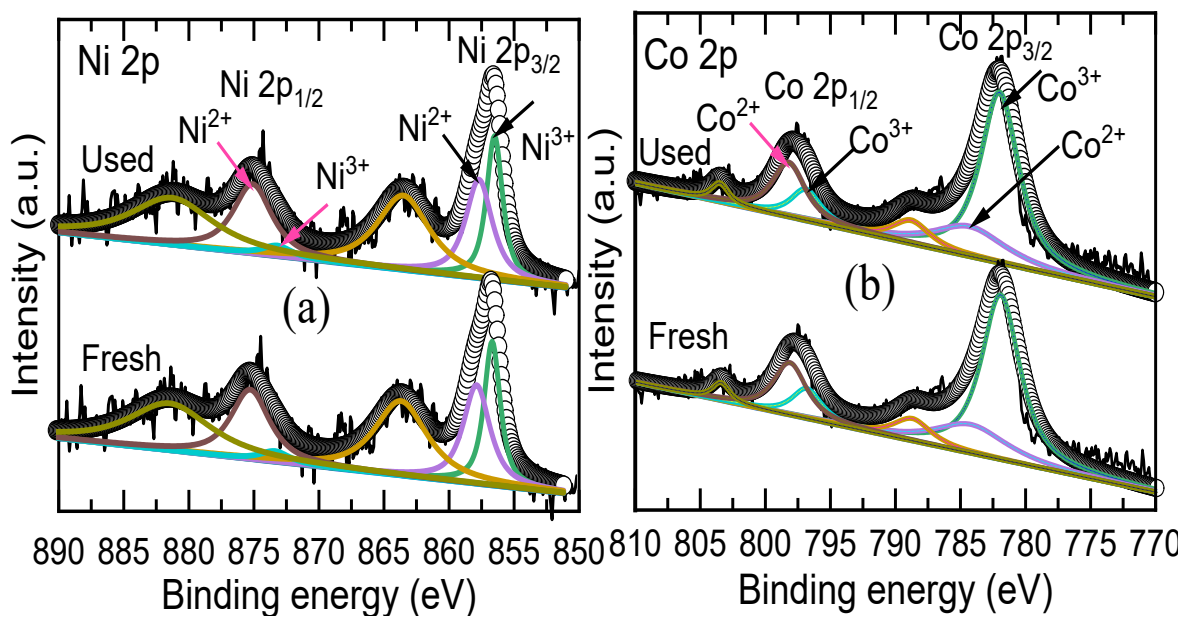 Intensity (a.u.)
Ni 2p
Ni 2p3/2
Ni 2p1/2
Ni2+
Ni2+
Ni3+
Used
Ni3+
(a)
Fresh
890 885 880 875 870 865 860 855 850
Binding energy (eV)
Intensity (a.u.)
Co 2p
Co 2p3/2
Co 2p1/2
Co3+
Co2+
Co3+
Co2+
Used
(b)
Fresh
810 805 800 795 790 785 780 775 770
Binding energy (eV)